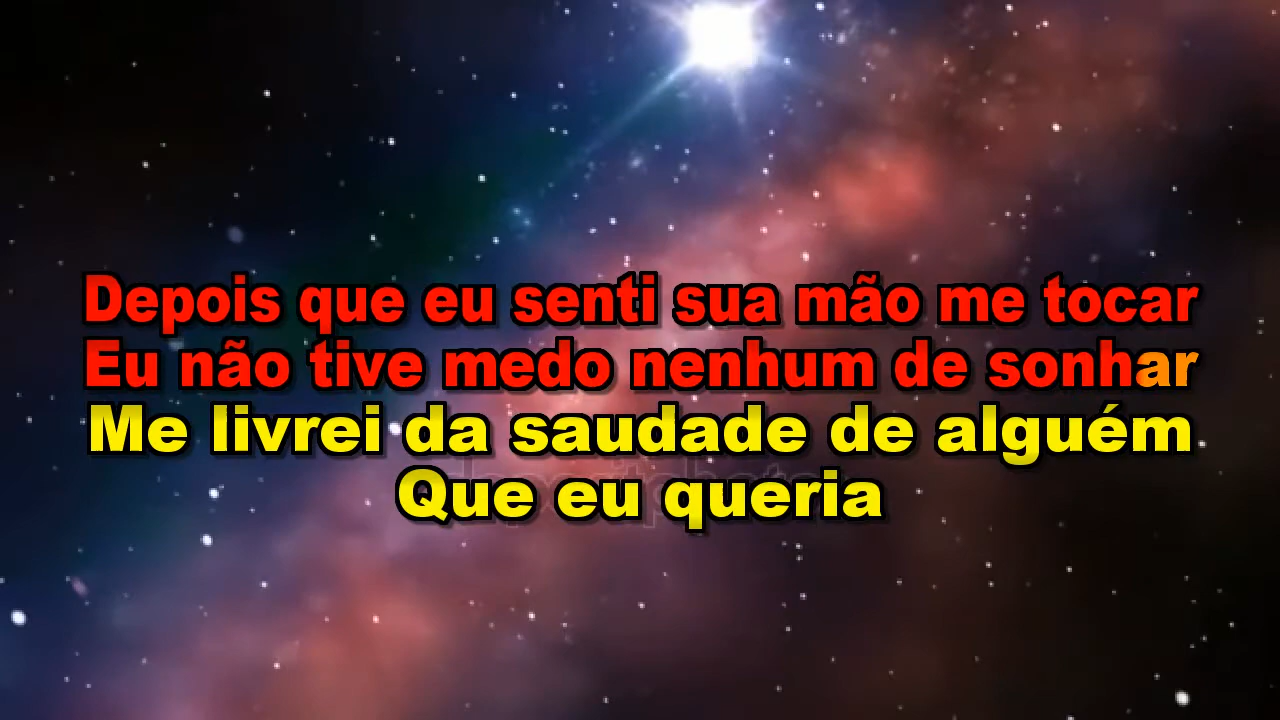 Depois que eu senti sua mão me tocar
Eu não tive medo nenhum de sonhar
Me livrei da saudade de alguém
Que eu queria